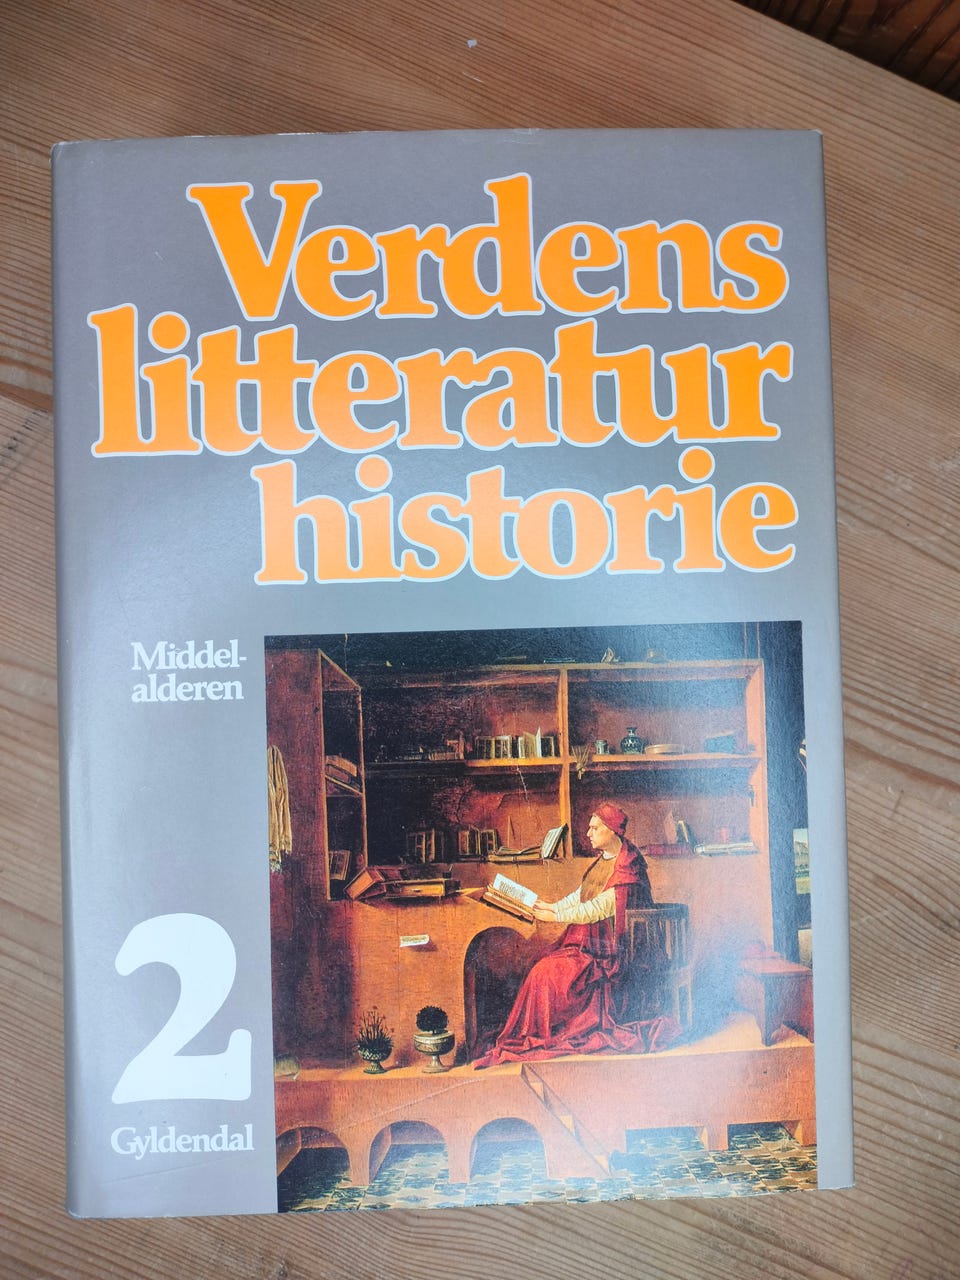 Verdens
litteratur
historie
Middel-
alderen
2
Gyldendal